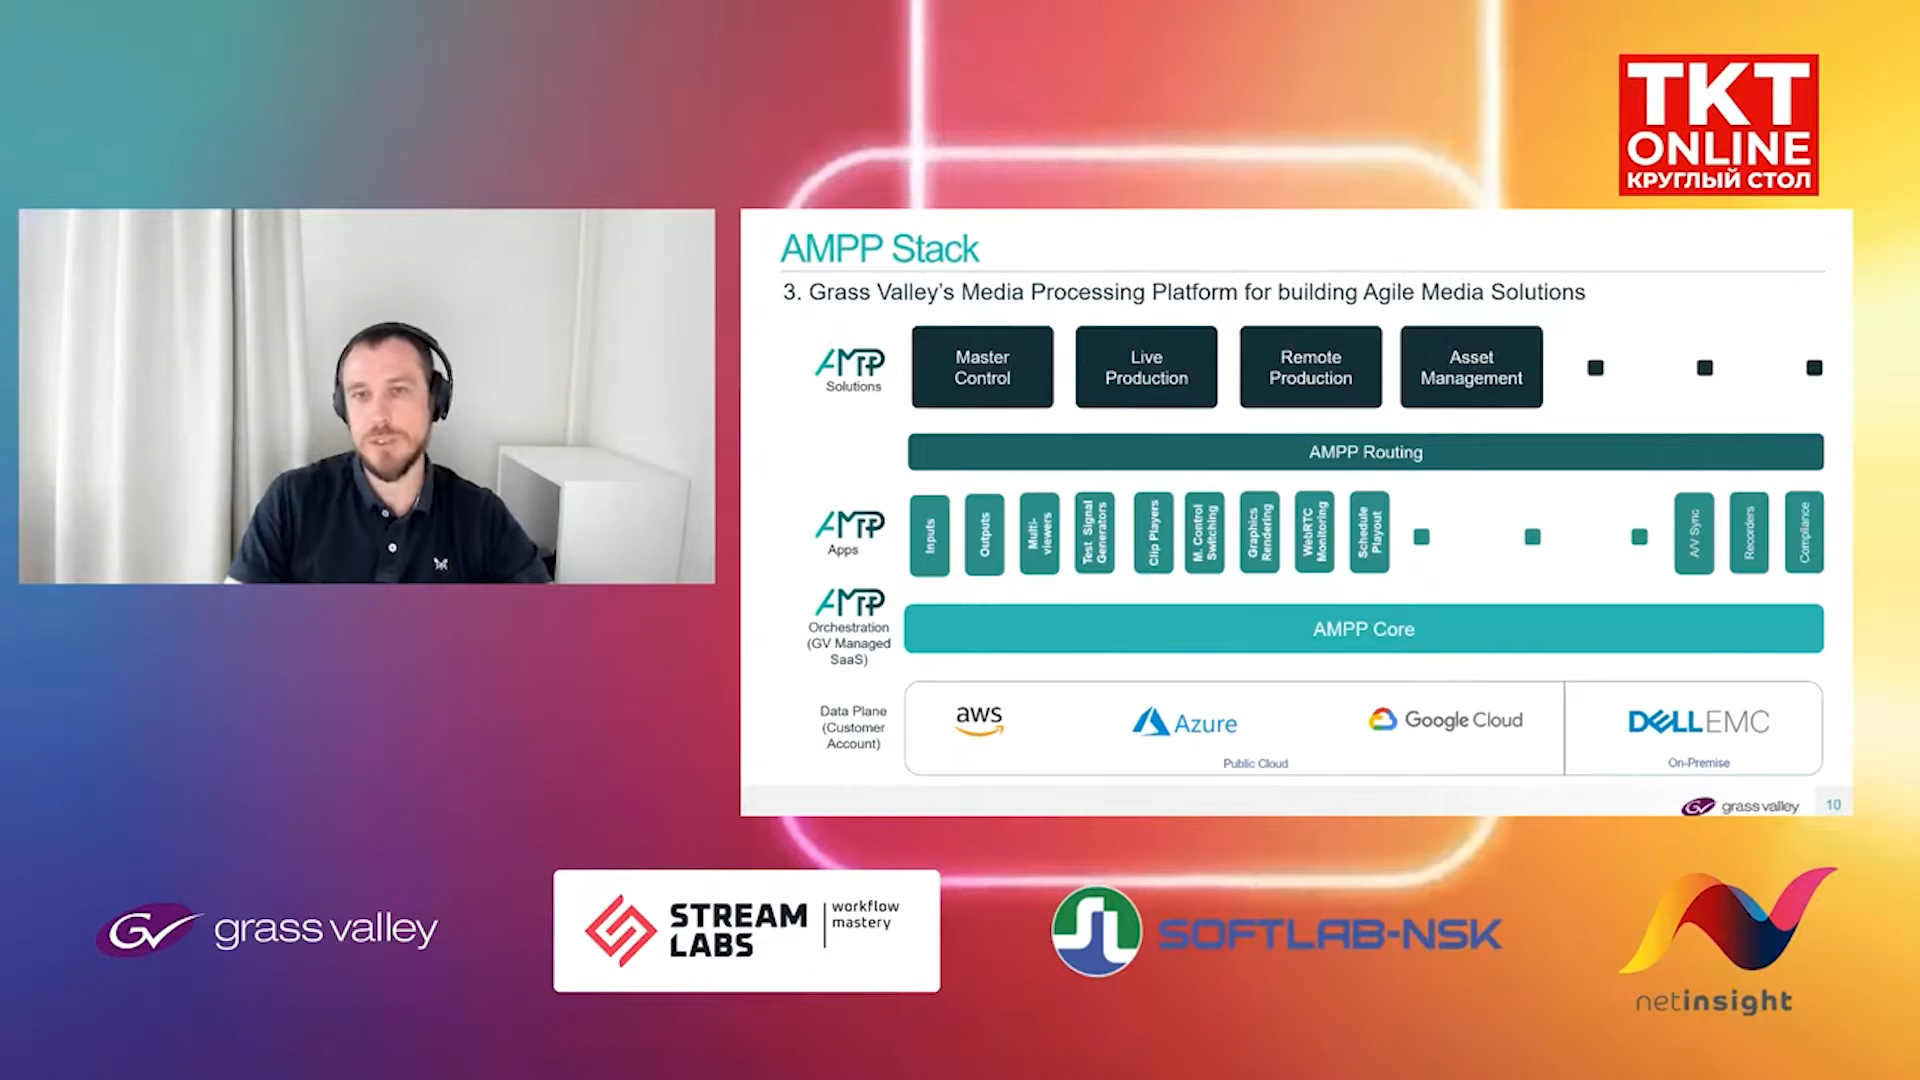 TKT
ONLINE
КРУГЛЫЙ СТОЛ
AMPP Stack
3. Grass Valley's Media Processing Platform for building Agile Media Solutions
AMPP
Solutions
Master
Control
Live
Production
Remote
Production
Asset
Management
AMPP Routing
AMPP
Apps
Inputs
Outputs
Multi-
viewers
Test Signal
Generators
Clip Players
M. Control
Switching
Graphics
Rendering
WebRTC
Monitoring
Schedule
Playout
A/V Sync
Recorders
Compliance
AMPP
Orchestration
(GV Managed
SaaS)
AMPP Core
Data Plane
(Customer
Account)
aws
Azure
Google Cloud
Public Cloud
DELLEMC
On-Premise
GV grass valley
10
GV grass valley
STREAM
LABS
workflow
mastery
SOFTLAB-NSK
netinsight